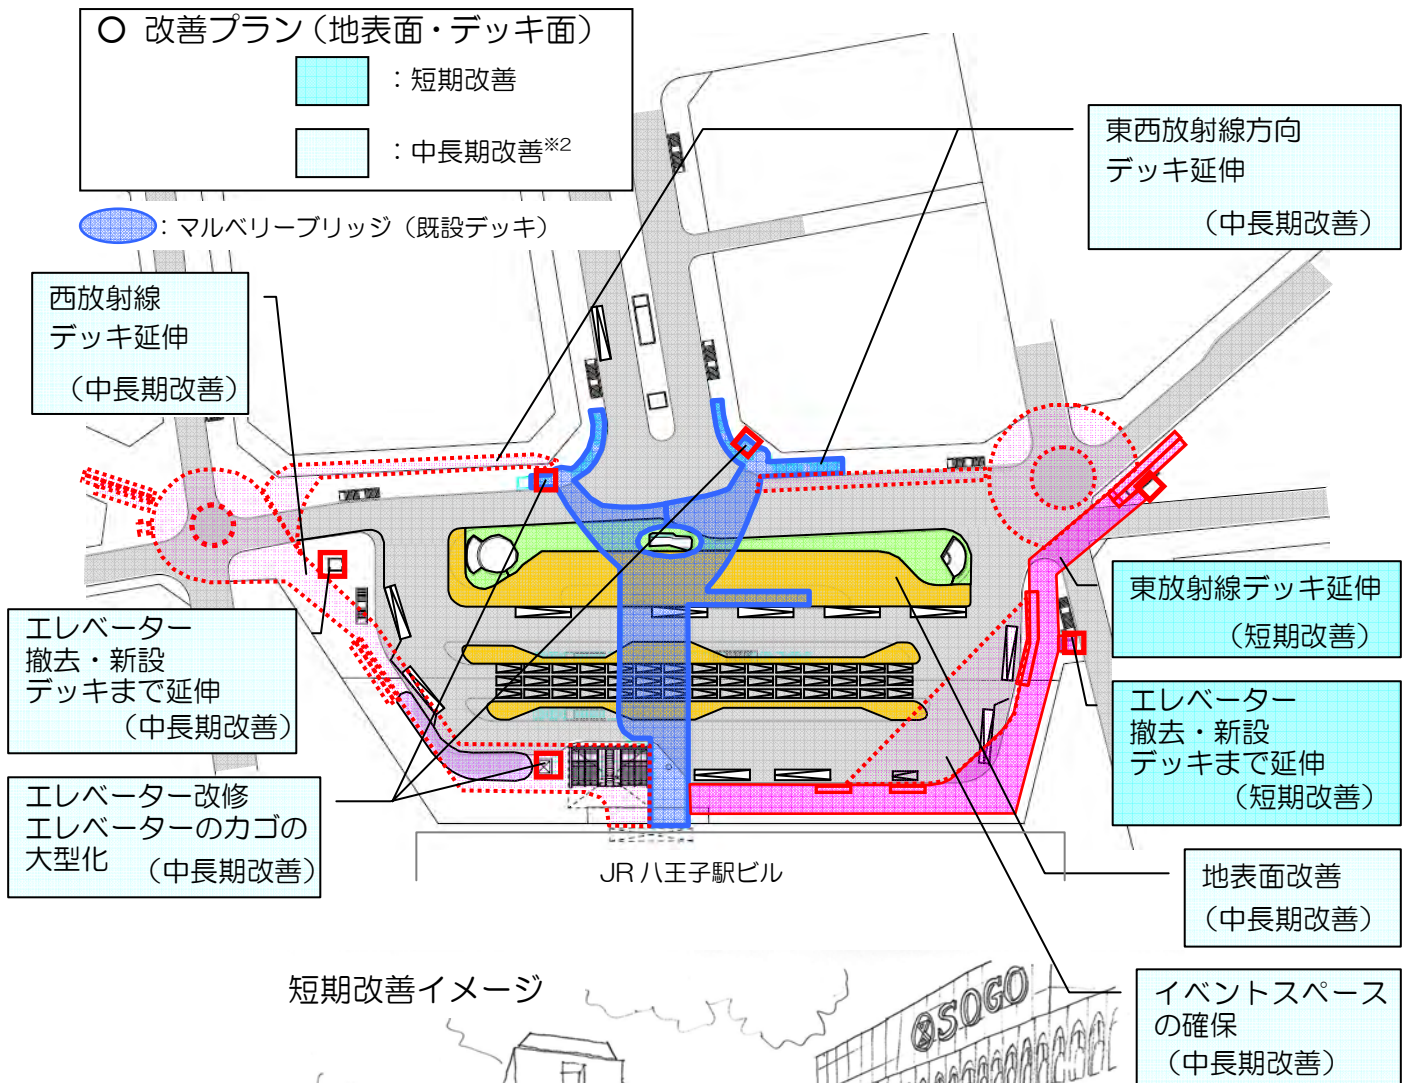 ○ 改善プラン（地表面・デッキ面）
：短期改善
：中長期改善※2
：マルベリーブリッジ（既設デッキ）
東西放射線方向
デッキ延伸
（中長期改善）
西放射線
デッキ延伸
（中長期改善）
エレベーター
撤去・新設
デッキまで延伸
（中長期改善）
エレベーター改修
エレベーターのカゴの
大型化　（中長期改善）
東放射線デッキ延伸
（短期改善）
エレベーター
撤去・新設
デッキまで延伸
（短期改善）
JR 八王子駅ビル
地表面改善
（中長期改善）
イベントスペース
の確保
（中長期改善）
短期改善イメージ
SOGO